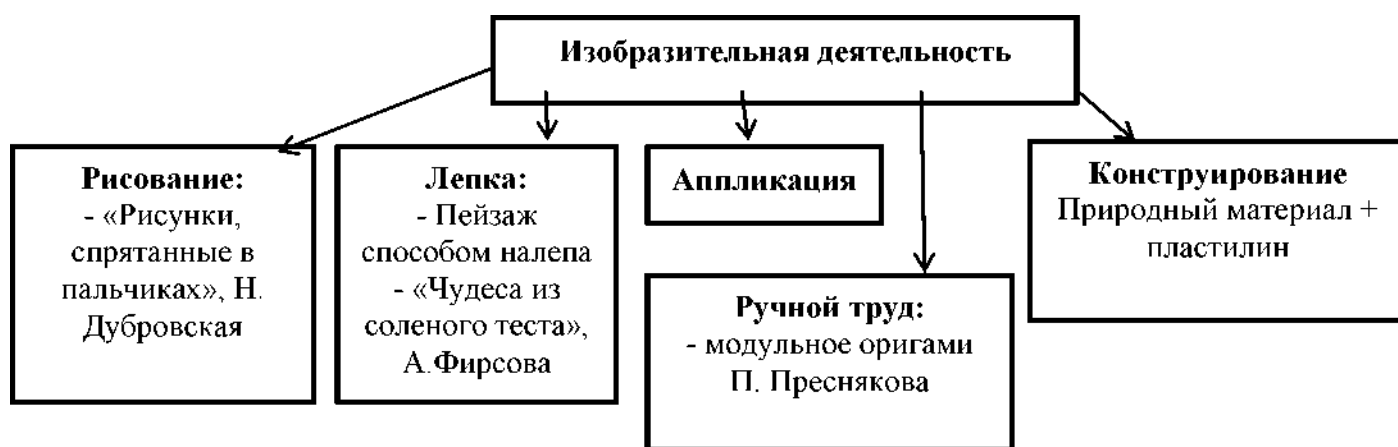 Изобразительная деятельность
Рисование:
- «Рисунки,
спрятанные в
пальчиках», Н.
Дубровская
Лепка:
- Пейзаж
способом налепа
- «Чудеса из
соленого теста»,
А.Фирсова
Аппликация
Ручной труд:
- модульное оригами
П. Преснякова
Конструирование
Природный материал +
пластилин